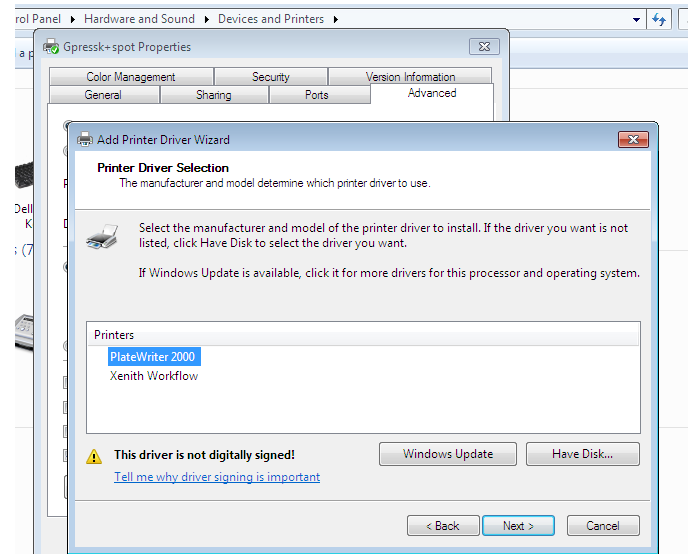 rol Panel ▸ Hardware and Sound ▸ Devices and Printers ▸
a p
Gpressk+spot Properties
Color Management Security Version Information
General Sharing Ports Advanced
Add Printer Driver Wizard
Printer Driver Selection
The manufacturer and model determine which printer driver to use.
Dell
K
s (7
Select the manufacturer and model of the printer driver to install. If the driver you want is not
listed, click Have Disk to select the driver you want.
If Windows Update is available, click it for more drivers for this processor and operating system.
Printers
PlateWriter 2000
Xenith Workflow
This driver is not digitally signed!
Windows Update Have Disk...
Tell me why driver signing is important
< Back Next > Cancel